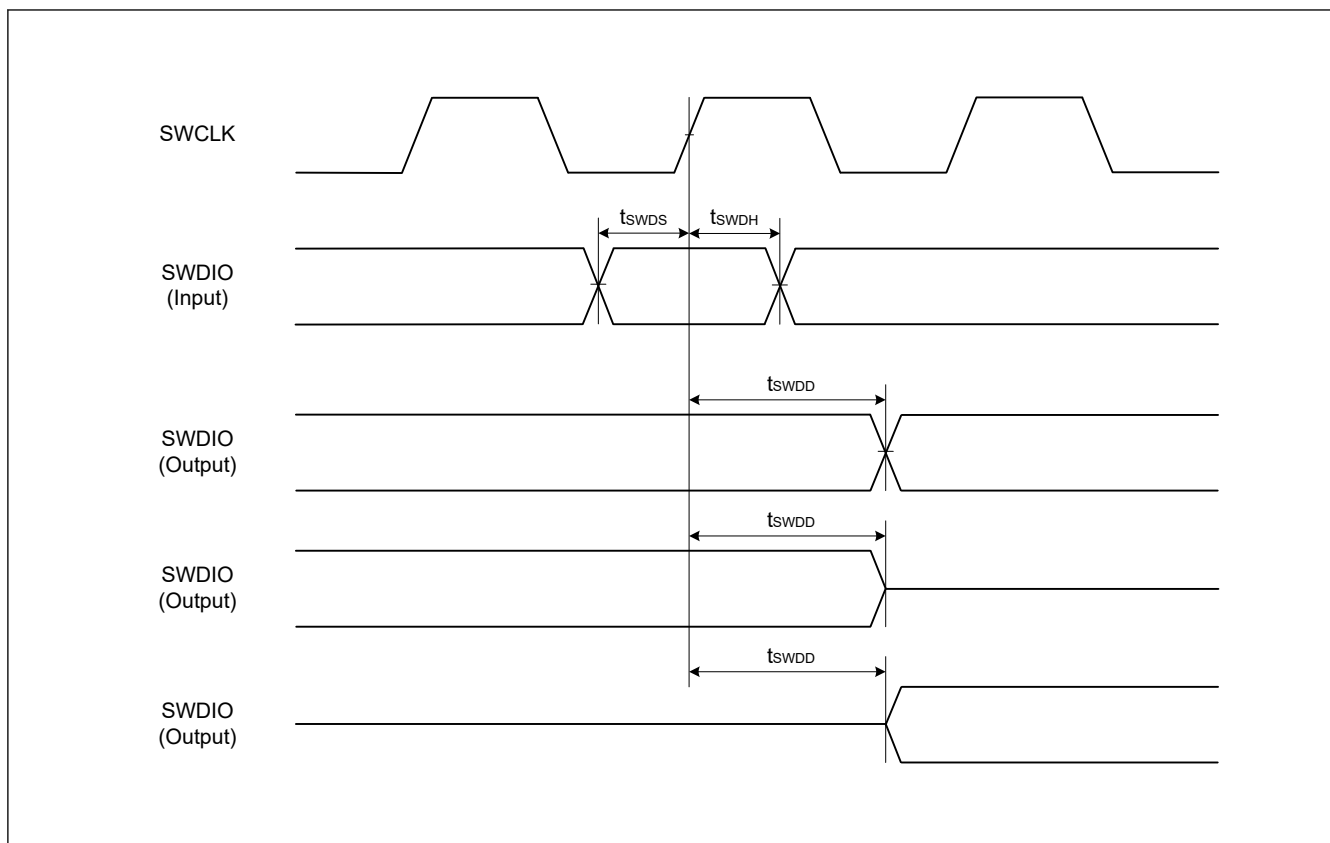 SWCLK
tSWDS
tSWDH
SWDIO
(Input)
tSWDD
SWDIO
(Output)
tSWDD
SWDIO
(Output)
tSWDD
SWDIO
(Output)